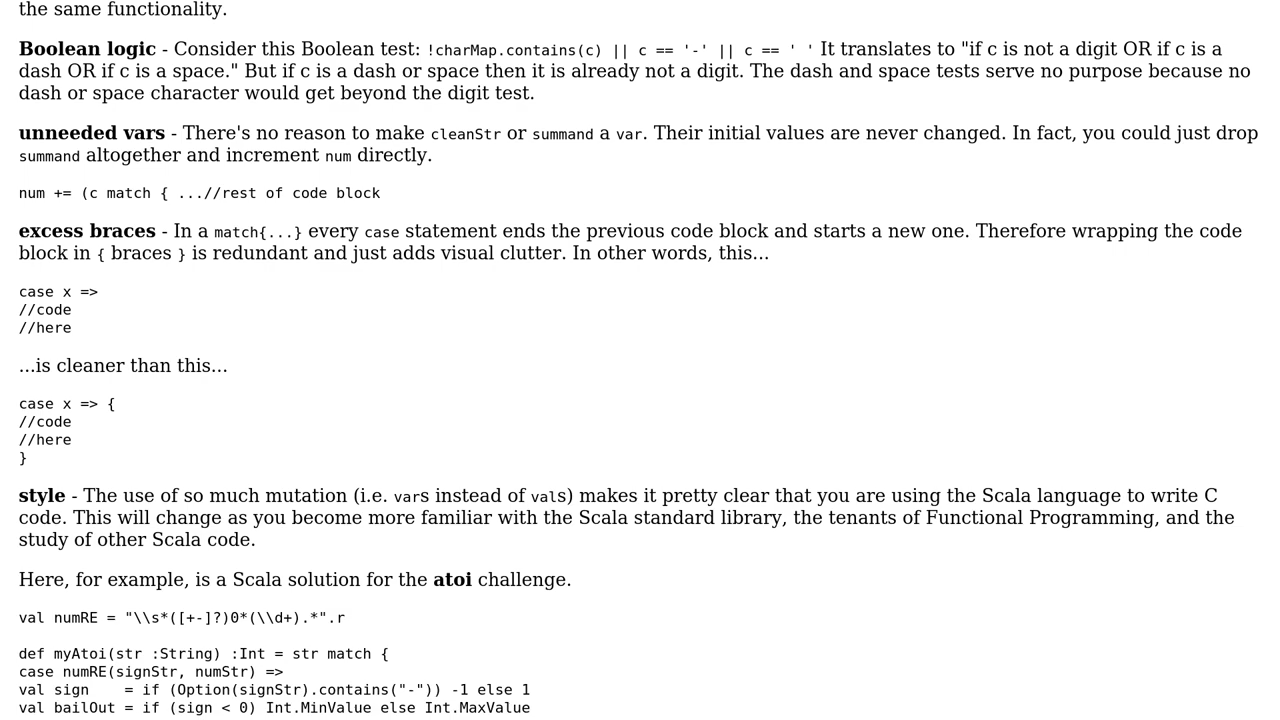 the same functionality.
Boolean logic - Consider this Boolean test: !charMap.contains(c) || c == '-' || c == ' ' It translates to "if c is not a digit OR if c is a
dash OR if c is a space." But if c is a dash or space then it is already not a digit. The dash and space tests serve no purpose because no
dash or space character would get beyond the digit test.
unneeded vars - There's no reason to make cleanStr or summand a var. Their initial values are never changed. In fact, you could just drop
summand altogether and increment num directly.
num += (c match { ...//rest of code block
excess braces - In a match{...} every case statement ends the previous code block and starts a new one. Therefore wrapping the code
block in { braces } is redundant and just adds visual clutter. In other words, this...
case x =>
//code
//here
...is cleaner than this...
case x => {
//code
//here
}
style - The use of so much mutation (i.e. vars instead of vals) makes it pretty clear that you are using the Scala language to write C
code. This will change as you become more familiar with the Scala standard library, the tenants of Functional Programming, and the
study of other Scala code.
Here, for example, is a Scala solution for the atoi challenge.
val numRE = "\\s*([+-]?)0*(\\d+).*".r
def myAtoi(str :String) :Int = str match {
case numRE(signStr, numStr) =>
val sign    = if (Option(signStr).contains("-")) -1 else 1
val bailOut = if (sign < 0) Int.MinValue else Int.MaxValue